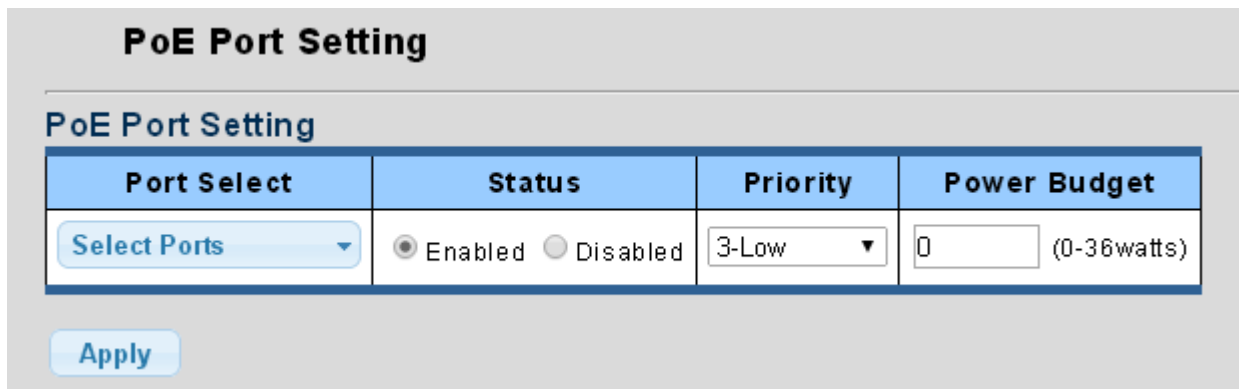 PoE Port Setting
PoE Port Setting
Port Select Status Priority Power Budget
Select Ports Enabled Disabled 3-Low 0 (0-36watts)
Apply